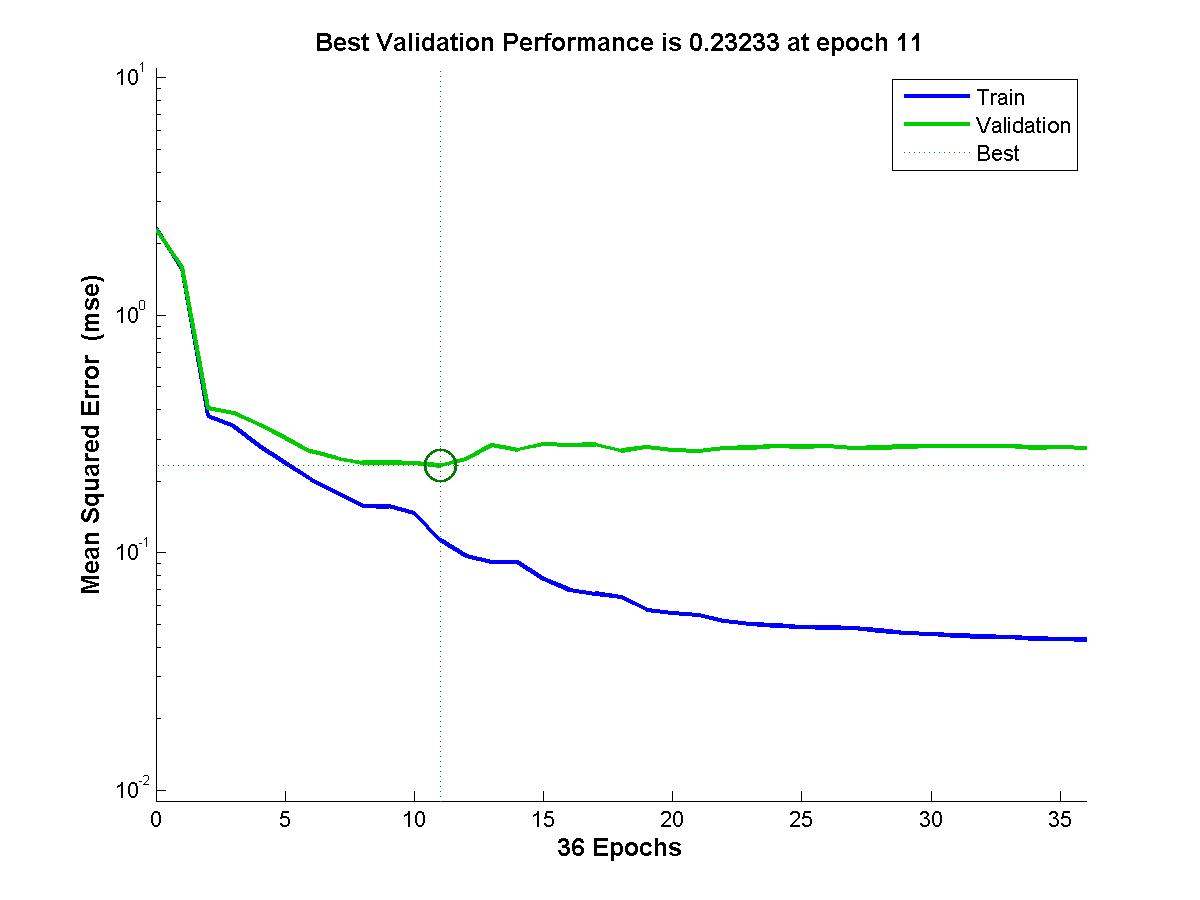 Best Validation Performance is 0.23233 at epoch 11
Mean Squared Error (mse)
10^1
10^0
10^-1
10^-2
Train
Validation
Best
0 5 10 15 20 25 30 35
36 Epochs